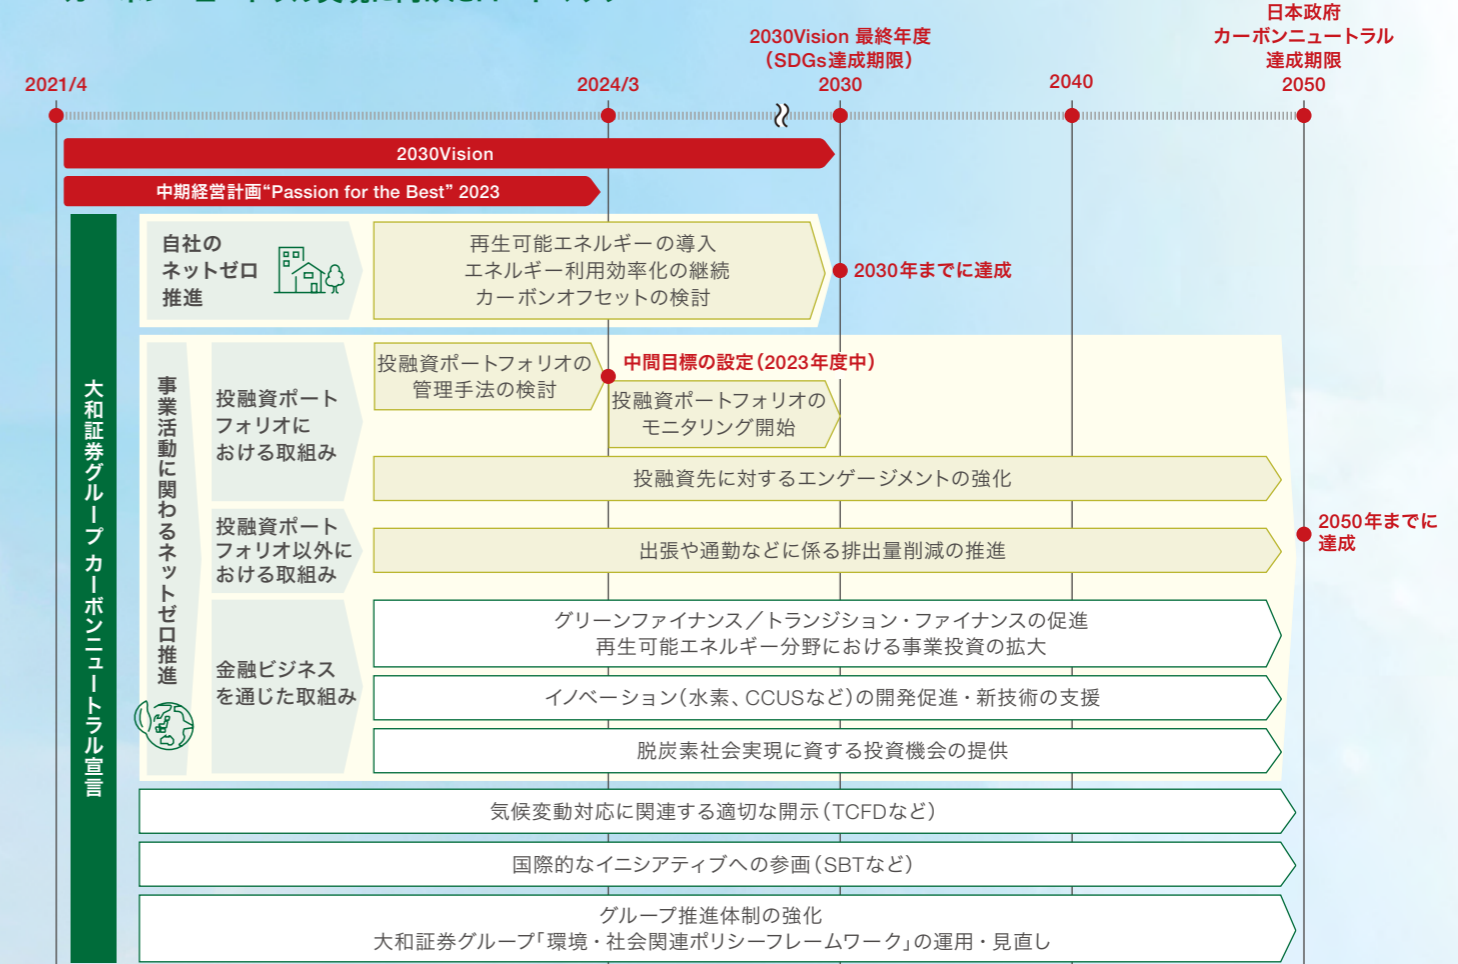 日本政府
カーボンニュートラル
達成期限
2030Vision 最終年度
（SDGs達成期限）
2021/4
2024/3
2030
2040
2050
2030Vision
中期経営計画“Passion for the Best” 2023
大和証券グループ カーボンニュートラル宣言
自社の
ネットゼロ
推進
再生可能エネルギーの導入
エネルギー利用効率化の継続
カーボンオフセットの検討
2030年までに達成
事業活動に関わるネットゼロ推進
投融資ポート
フォリオに
おける取組み
投融資ポートフォリオの
管理手法の検討
中間目標の設定（2023年度中）
投融資ポートフォリオの
モニタリング開始
投融資先に対するエンゲージメントの強化
投融資ポート
フォリオ以外に
おける取組み
出張や通勤などに係る排出量削減の推進
2050年までに
達成
金融ビジネス
を通じた取組み
グリーンファイナンス／トランジション・ファイナンスの促進
再生可能エネルギー分野における事業投資の拡大
イノベーション（水素、CCUSなど）の開発促進・新技術の支援
脱炭素社会実現に資する投資機会の提供
気候変動対応に関連する適切な開示（TCFDなど）
国際的なイニシアティブへの参画（SBTなど）
グループ推進体制の強化
大和証券グループ「環境・社会関連ポリシーフレームワーク」の運用・見直し